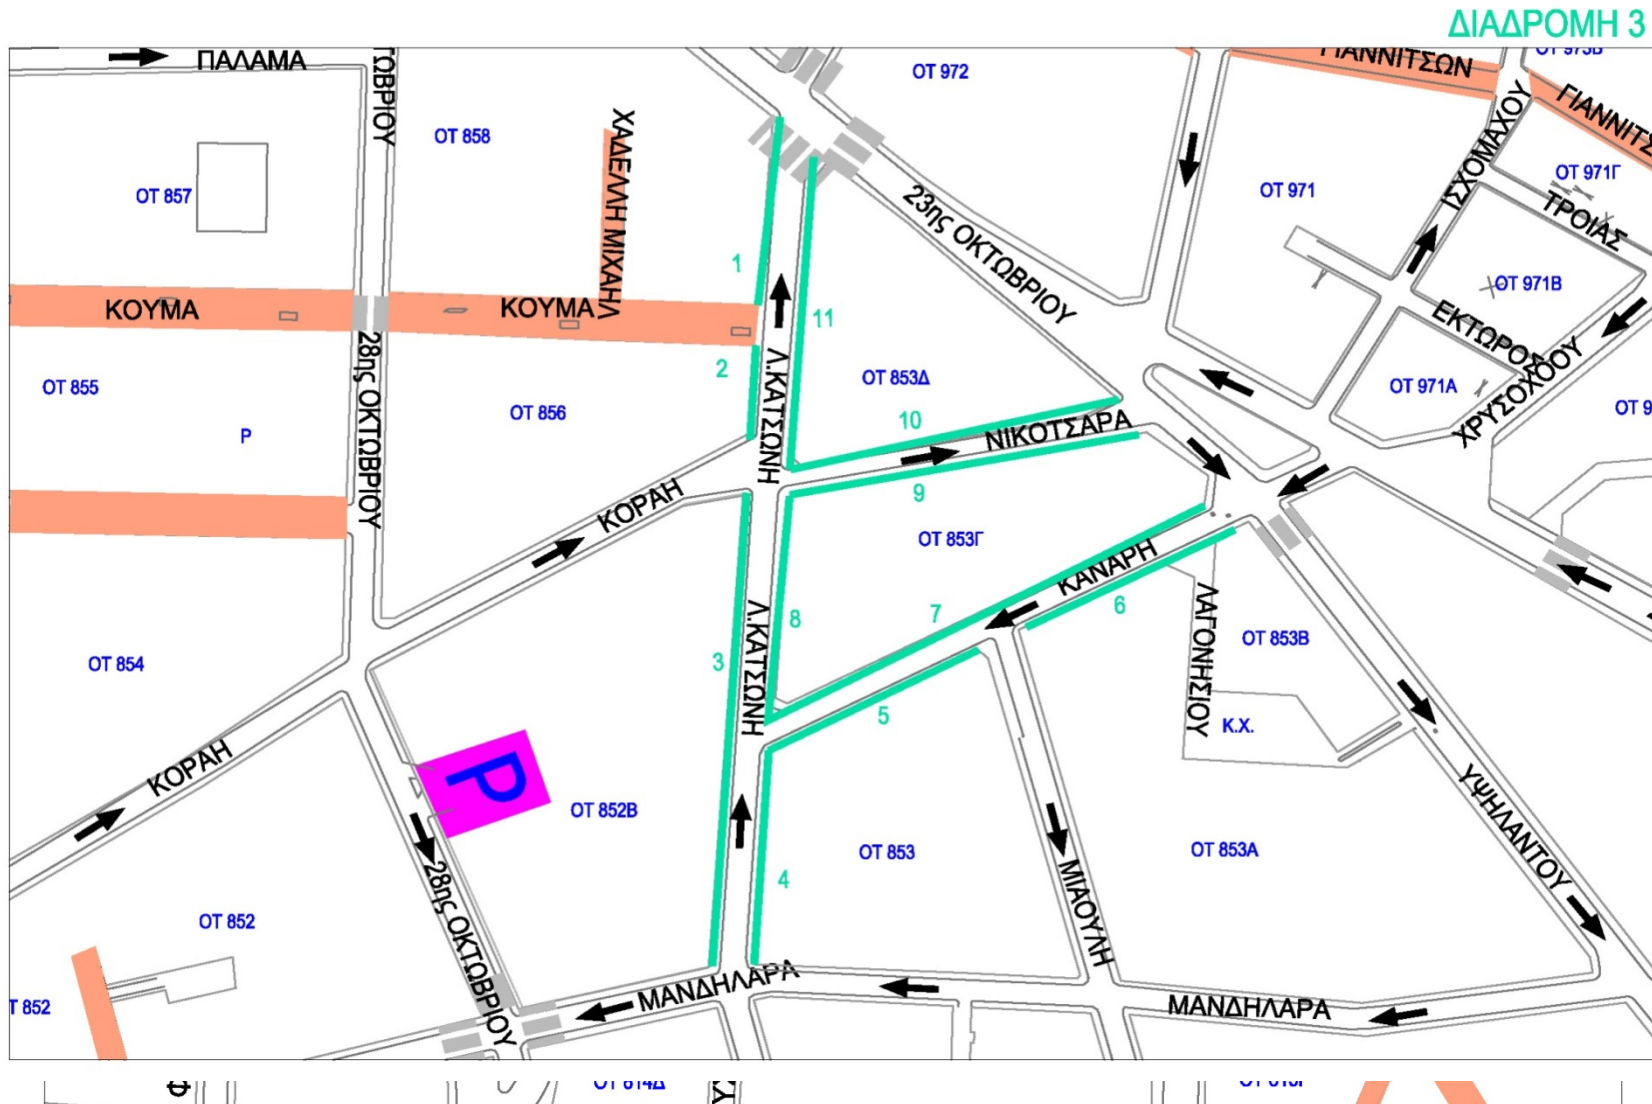 ΔΙΑΔΡΟΜΗ 3
ΠΑΛΑΜΑ
ΓΙΑΝΝΙΤΣΩΝ
ΟΤ 972
ΟΤ 858
ΧΑΔΕΛΛΗ ΜΙΧΑΗΛ
ΙΣΧΟΜΑΧΟΥ
ΟΤ 971Γ
ΟΤ 857
ΟΤ 971
ΤΡΟΙΑΣ
23ης ΟΚΤΩΒΡΙΟΥ
1
ΟΤ 971Β
ΚΟΥΜΑ
ΚΟΥΜΑ
11
ΕΚΤΩΡΟΣ
28ης ΟΚΤΩΒΡΙΟΥ
Λ.ΚΑΤΣΩΝΗ
2
ΟΤ 855
ΟΤ 853Δ
ΟΤ 971Α
ΧΡΥΣΟΧΟΟΥ
ΟΤ 856
10
ΝΙΚΟΤΣΑΡΑ
P
ΚΟΡΑΗ
9
ΟΤ 853Γ
ΚΑΝΑΡΗ
6
7
8
Λ.ΚΑΤΣΩΝΗ
3
ΛΑΓΟΝΗΣΙΟΥ
ΟΤ 853Β
ΟΤ 854
5
Κ.Χ.
ΚΟΡΑΗ
P
ΟΤ 852Β
ΥΨΗΛΑΝΤΟΥ
ΟΤ 853
ΟΤ 853Α
4
ΜΙΑΟΥΛΗ
28ης ΟΚΤΩΒΡΙΟΥ
ΟΤ 852
ΜΑΝΔΗΛΑΡΑ
ΜΑΝΔΗΛΑΡΑ
Τ 852